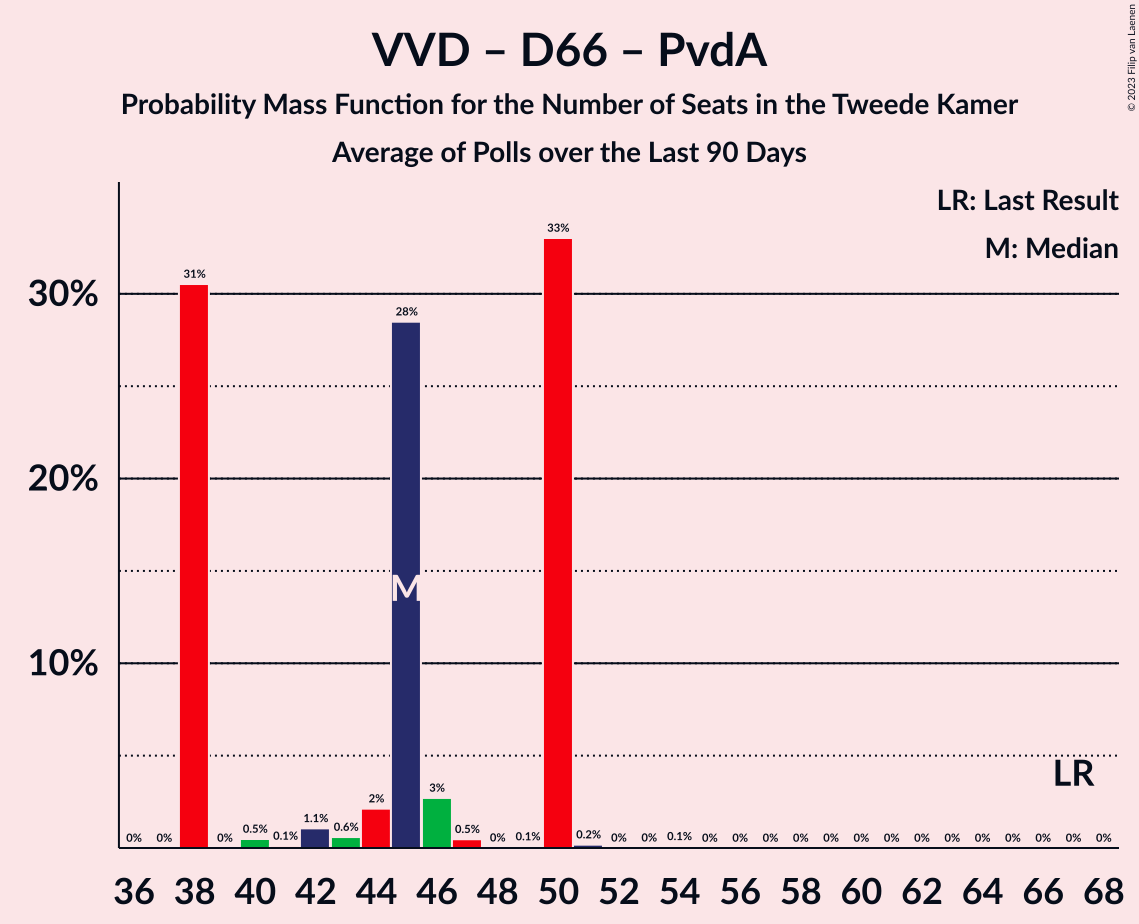 VVD – D66 – PvdA
Probability Mass Function for the Number of Seats in the Tweede Kamer
Average of Polls over the Last 90 Days
© 2023 Filip van Laenen
LR: Last Result
M: Median
30%
20%
10%
0% 0% 31% 0% 0.5% 0.1% 1.1% 0.6% 2% 28% 3% 0.5% 0% 0.1% 33% 0.2% 0% 0% 0.1% 0% 0% 0% 0% 0% 0% 0% 0% 0% 0% 0% 0% 0% 0%
M
LR
36 38 40 42 44 46 48 50 52 54 56 58 60 62 64 66 68